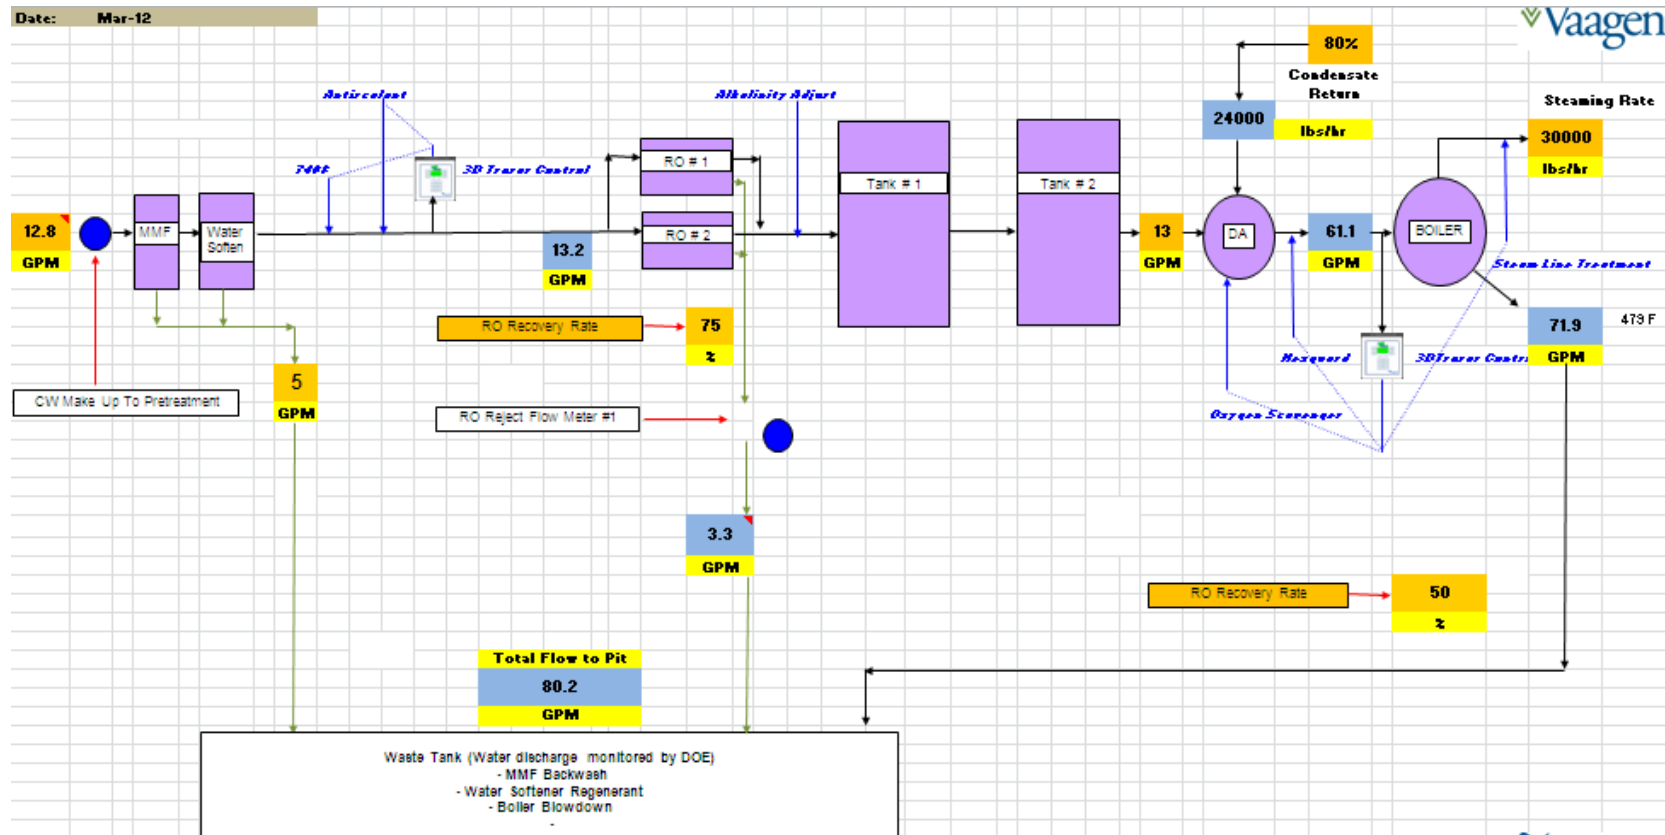 Date: Mar-12
Vaagen
80%
Condensate
Return
Steaming Rate
Antiscalant
Alkalinity Adjust
24000
lbs/hr
30000
lbs/hr
RO # 1
3D Tracer Control
7408
Tank # 1
Tank # 2
12.8
GPM
MMF
Water
Soften
13.2
GPM
RO # 2
13
GPM
DA
61.1
GPM
BOILER
Steam Line Treatment
RO Recovery Rate
75
%
71.9
GPM
479 F
Nexguard
3DTracer Contr
5
GPM
CW Make Up To Pretreatment
RO Reject Flow Meter #1
Oxygen Scavenger
3.3
GPM
RO Recovery Rate
50
%
Total Flow to Pit
80.2
GPM
Waste Tank (Water discharge monitored by DOE)
- MMF Backwash
- Water Softener Regenerant
- Boiler Blowdown
-